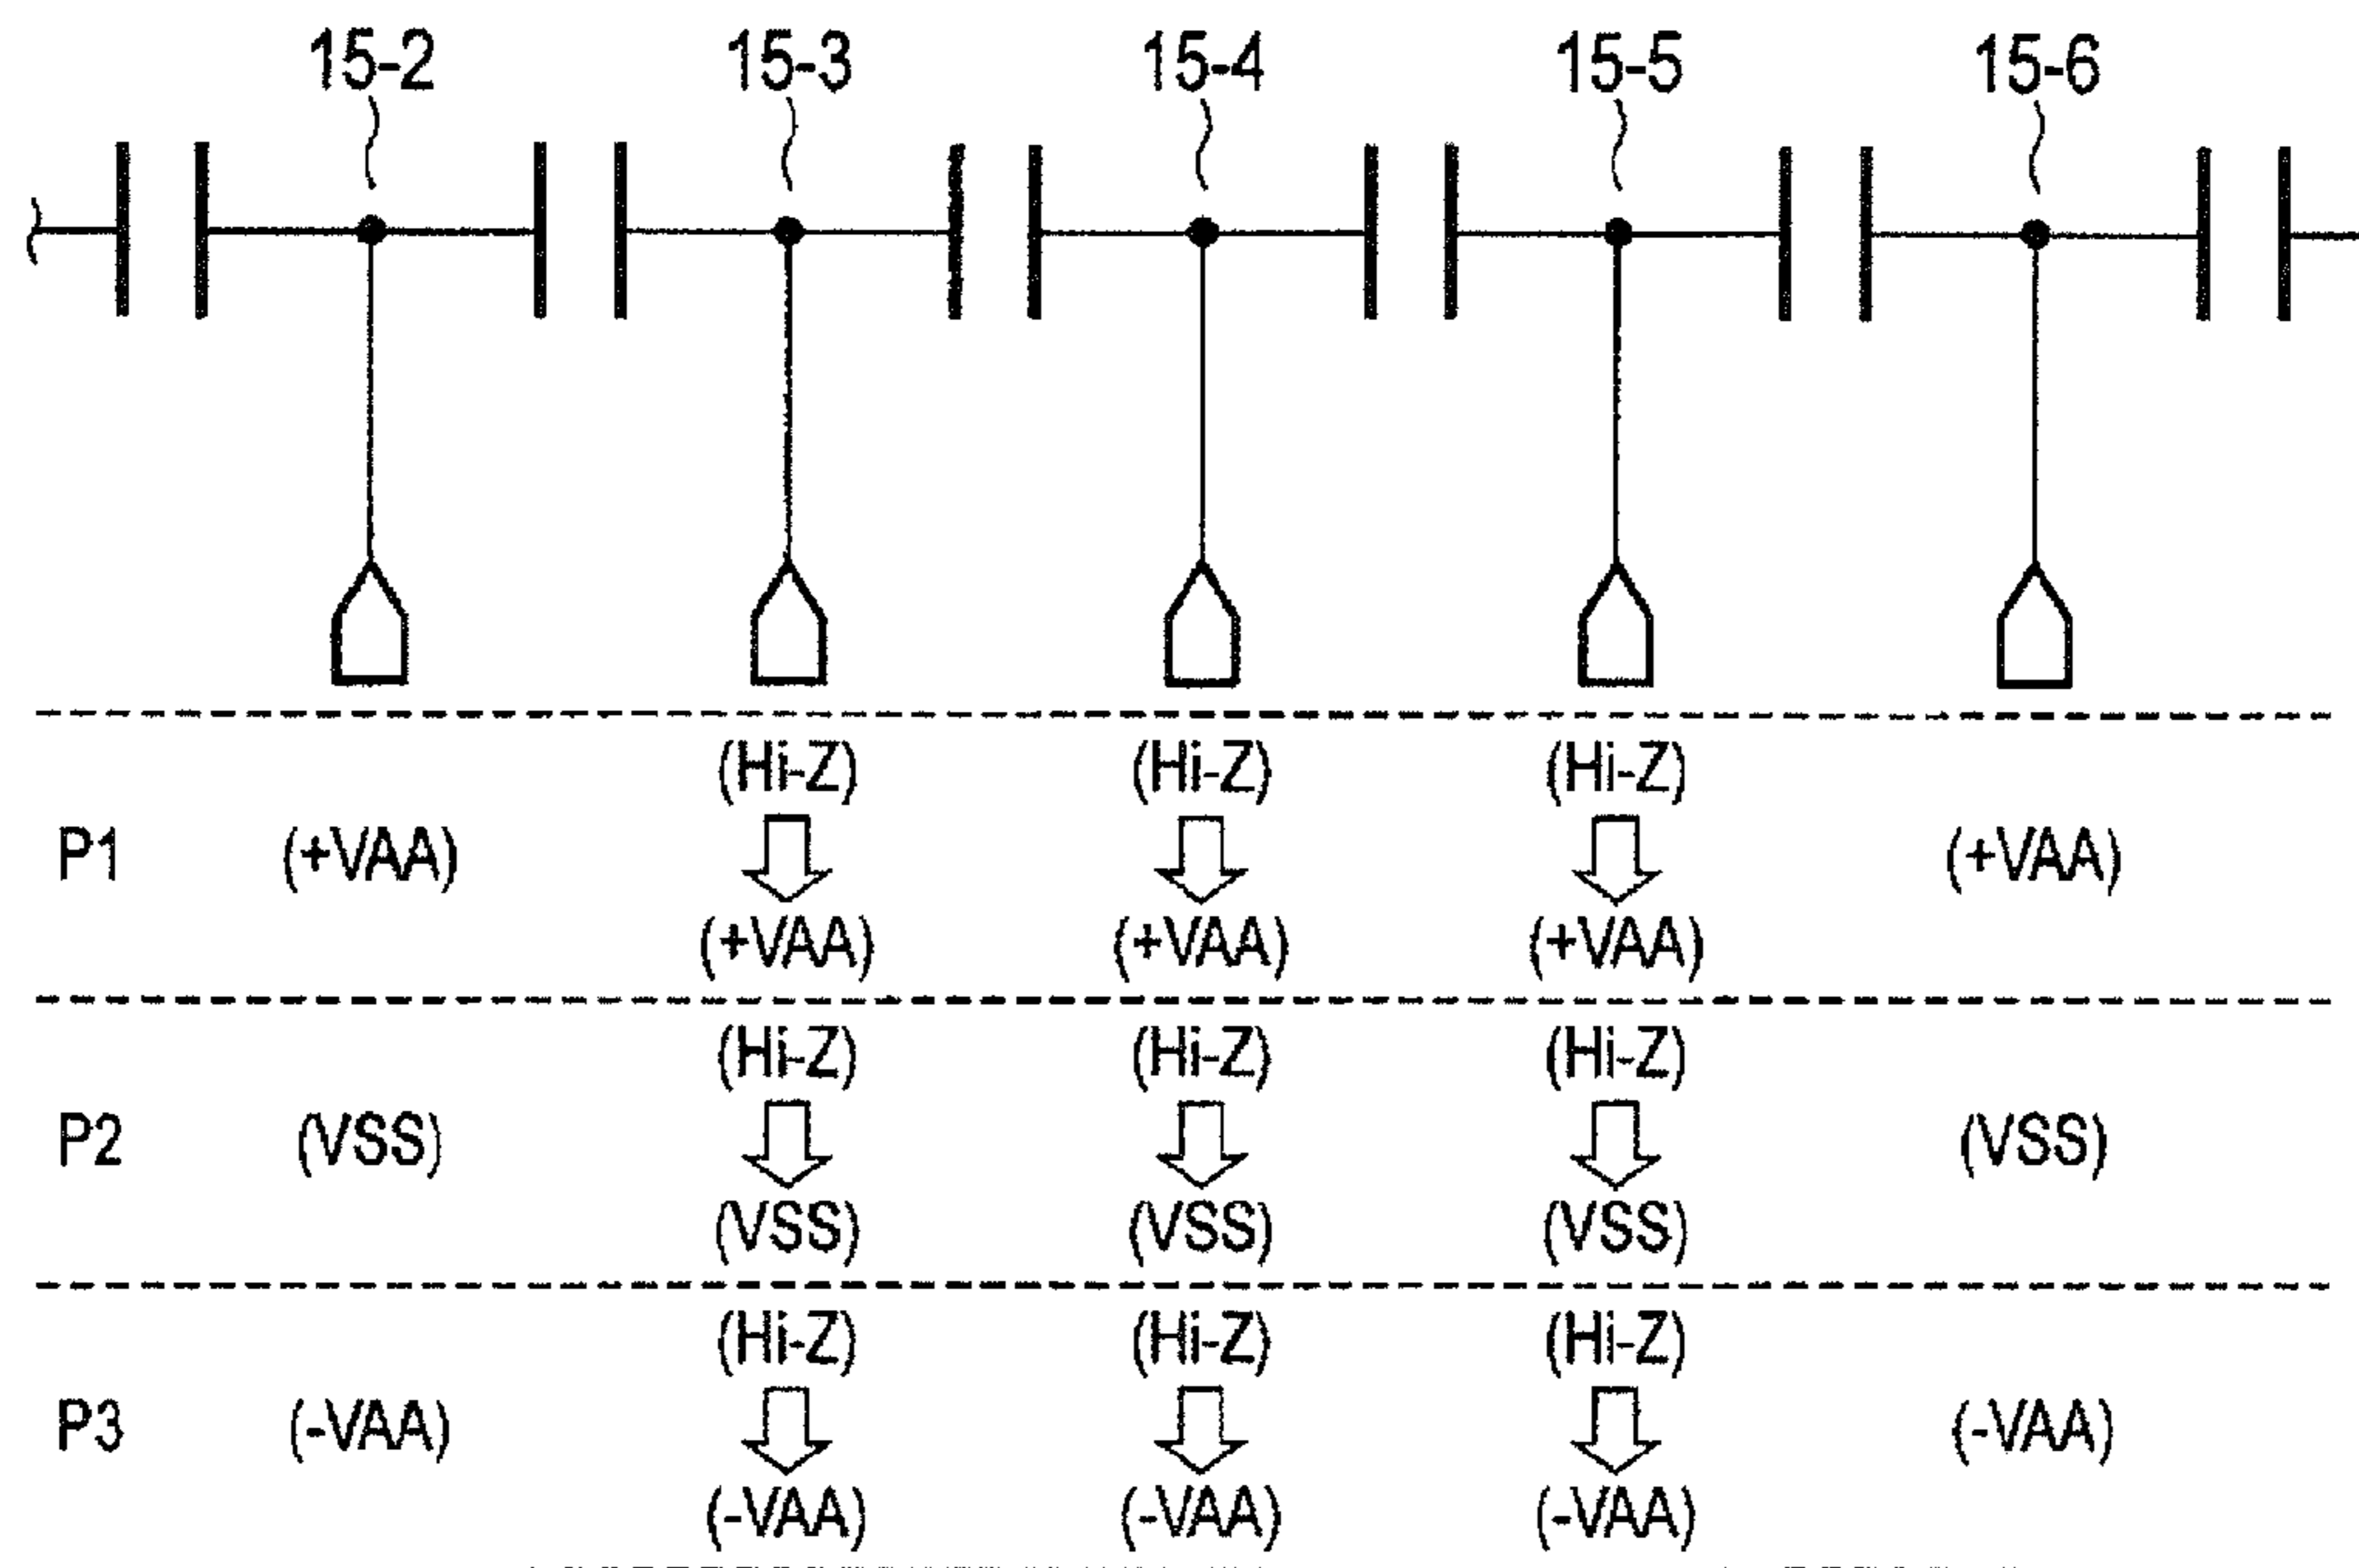 15-2 15-3 15-4 15-5 15-6
(Hi-Z) (Hi-Z) (Hi-Z)
P1 (+VAA) (+VAA)
(+VAA) (+VAA) (+VAA)
(Hi-Z) (Hi-Z) (Hi-Z)
P2 (VSS) (VSS)
(VSS) (VSS) (VSS)
(Hi-Z) (Hi-Z) (Hi-Z)
P3 (-VAA) (-VAA)
(-VAA) (-VAA) (-VAA)